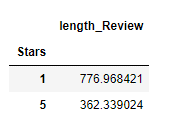 length_Review
Stars
1 776.968421
5 362.339024